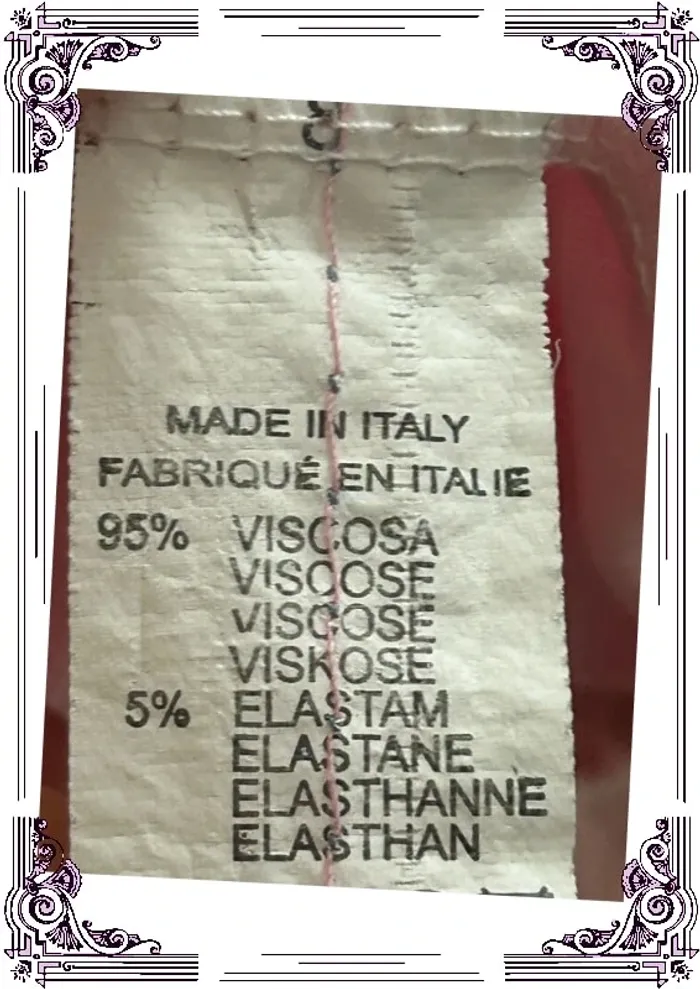 MADE IN ITALY
FABRIQUÉ EN ITALIE
95% VISCOSA
VISCOSE
VISCOSE
VISKOSE
5% ELASTAM
ELASTANE
ELASTHANNE
ELASTHAN